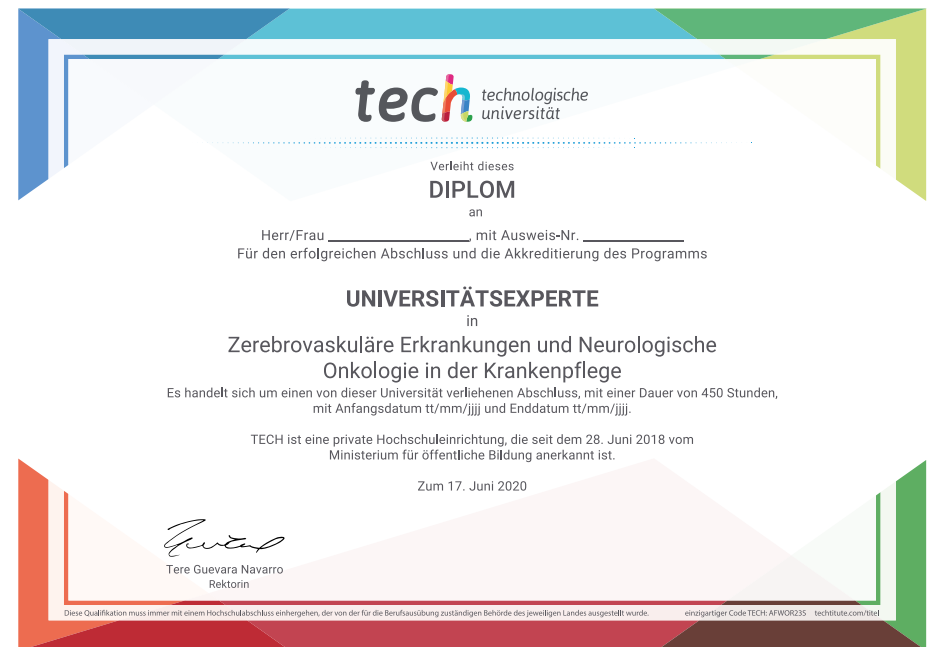 tech technologische
universität
Verleiht dieses
DIPLOM
an
Herr/Frau ____________________, mit Ausweis-Nr. ______________
Für den erfolgreichen Abschluss und die Akkreditierung des Programms
UNIVERSITÄTSEXPERTE
in
Zerebrovaskuläre Erkrankungen und Neurologische
Onkologie in der Krankenpflege
Es handelt sich um einen von dieser Universität verliehenen Abschluss, mit einer Dauer von 450 Stunden,
mit Anfangsdatum tt/mm/jjjj und Enddatum tt/mm/jjjj.
TECH ist eine private Hochschuleinrichtung, die seit dem 28. Juni 2018 vom
Ministerium für öffentliche Bildung anerkannt ist.
Zum 17. Juni 2020
Tere Guevara Navarro
Rektorin
Diese Qualifikation muss immer mit einem Hochschulabschluss einhergehen, der von der für die Berufsausübung zuständigen Behörde des jeweiligen Landes ausgestellt wurde. einzigartiger Code TECH: AFWOR23S techtitute.com/titel